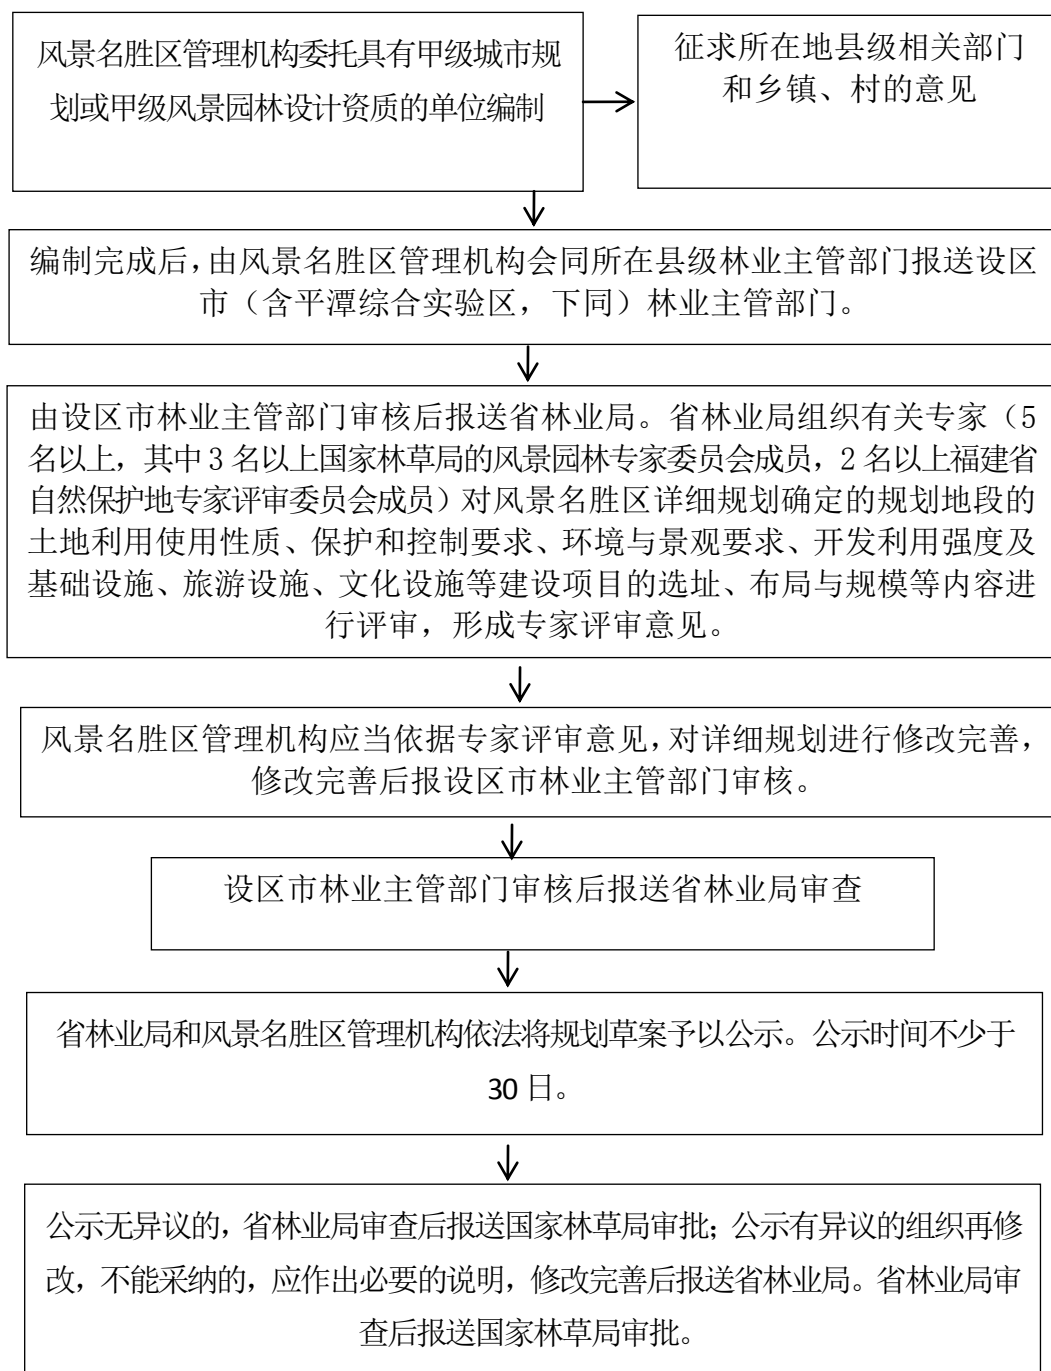 风景名胜区管理机构委托具有甲级城市规
划或甲级风景园林设计资质的单位编制
征求所在地县级相关部门
和乡镇、村的意见
编制完成后，由风景名胜区管理机构会同所在县级林业主管部门报送设区
市（含平潭综合实验区，下同）林业主管部门。
由设区市林业主管部门审核后报送省林业局。省林业局组织有关专家（5
名以上，其中 3 名以上国家林草局的风景园林专家委员会成员，2 名以上福建省
自然保护地专家评审委员会成员）对风景名胜区详细规划确定的规划地段的
土地利用使用性质、保护和控制要求、环境与景观要求、开发利用强度及
基础设施、旅游设施、文化设施等建设项目的选址、布局与规模等内容进
行评审，形成专家评审意见。
风景名胜区管理机构应当依据专家评审意见，对详细规划进行修改完善，
修改完善后报设区市林业主管部门审核。
设区市林业主管部门审核后报送省林业局审查
省林业局和风景名胜区管理机构依法将规划草案予以公示。公示时间不少于
30 日。
公示无异议的，省林业局审查后报送国家林草局审批；公示有异议的组织再修
改，不能采纳的，应作出必要的说明，修改完善后报送省林业局。省林业局审
查后报送国家林草局审批。